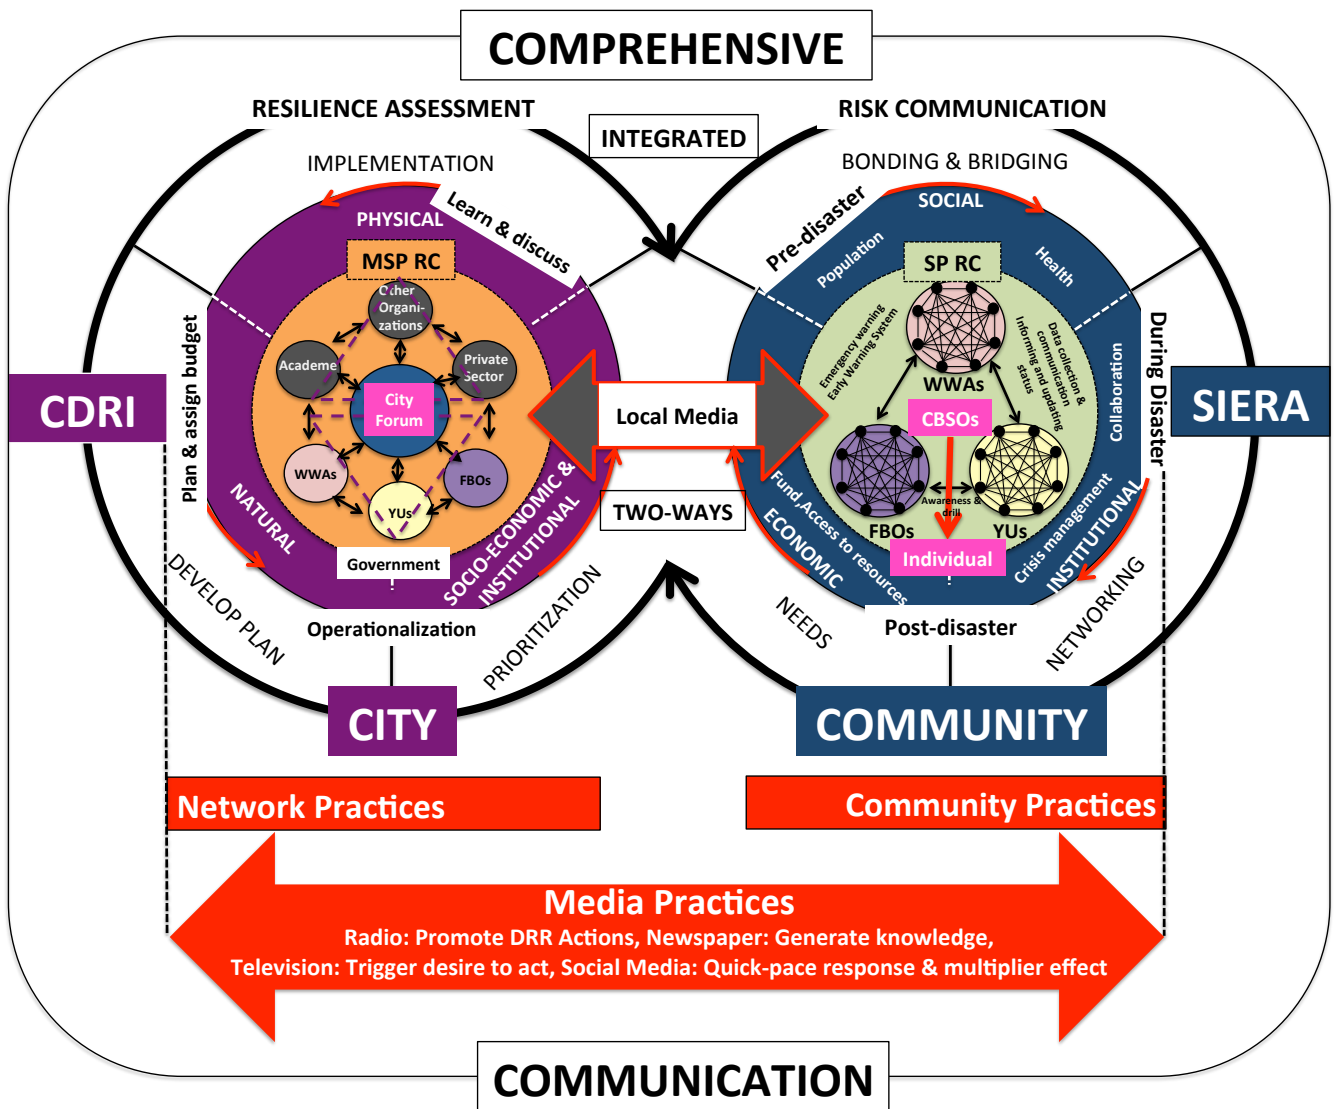 COMPREHENSIVE
RESILIENCE ASSESSMENT
RISK COMMUNICATION
INTEGRATED
IMPLEMENTATION
BONDING & BRIDGING
PHYSICAL
Learn & discuss
MSP RC
Other
Organi-
zations
Academe
Private
Sector
City
Forum
WWAs
FBOs
YUs
Government
Plan & assign budget
NATURAL
SOCIO-ECONOMIC &
INSTITUTIONAL
DEVELOP PLAN
Operationalization
PRIORITIZATION
CDRI
CITY
Local Media
TWO-WAYS
Pre-disaster
SOCIAL
Population
Health
SP RC
Emergency warning
Early Warning System
Data collection &
communication
Informing and updating
status
WWAs
CBSOs
Collaboration
During Disaster
SIERA
Awareness &
drill
FBOs
YUs
Individual
Fund,Access to resources
ECONOMIC
Crisis management
INSTITUTIONAL
NEEDS
Post-disaster
NETWORKING
COMMUNITY
Network Practices
Community Practices
Media Practices
Radio: Promote DRR Actions, Newspaper: Generate knowledge,
Television: Trigger desire to act, Social Media: Quick-pace response & multiplier effect
COMMUNICATION